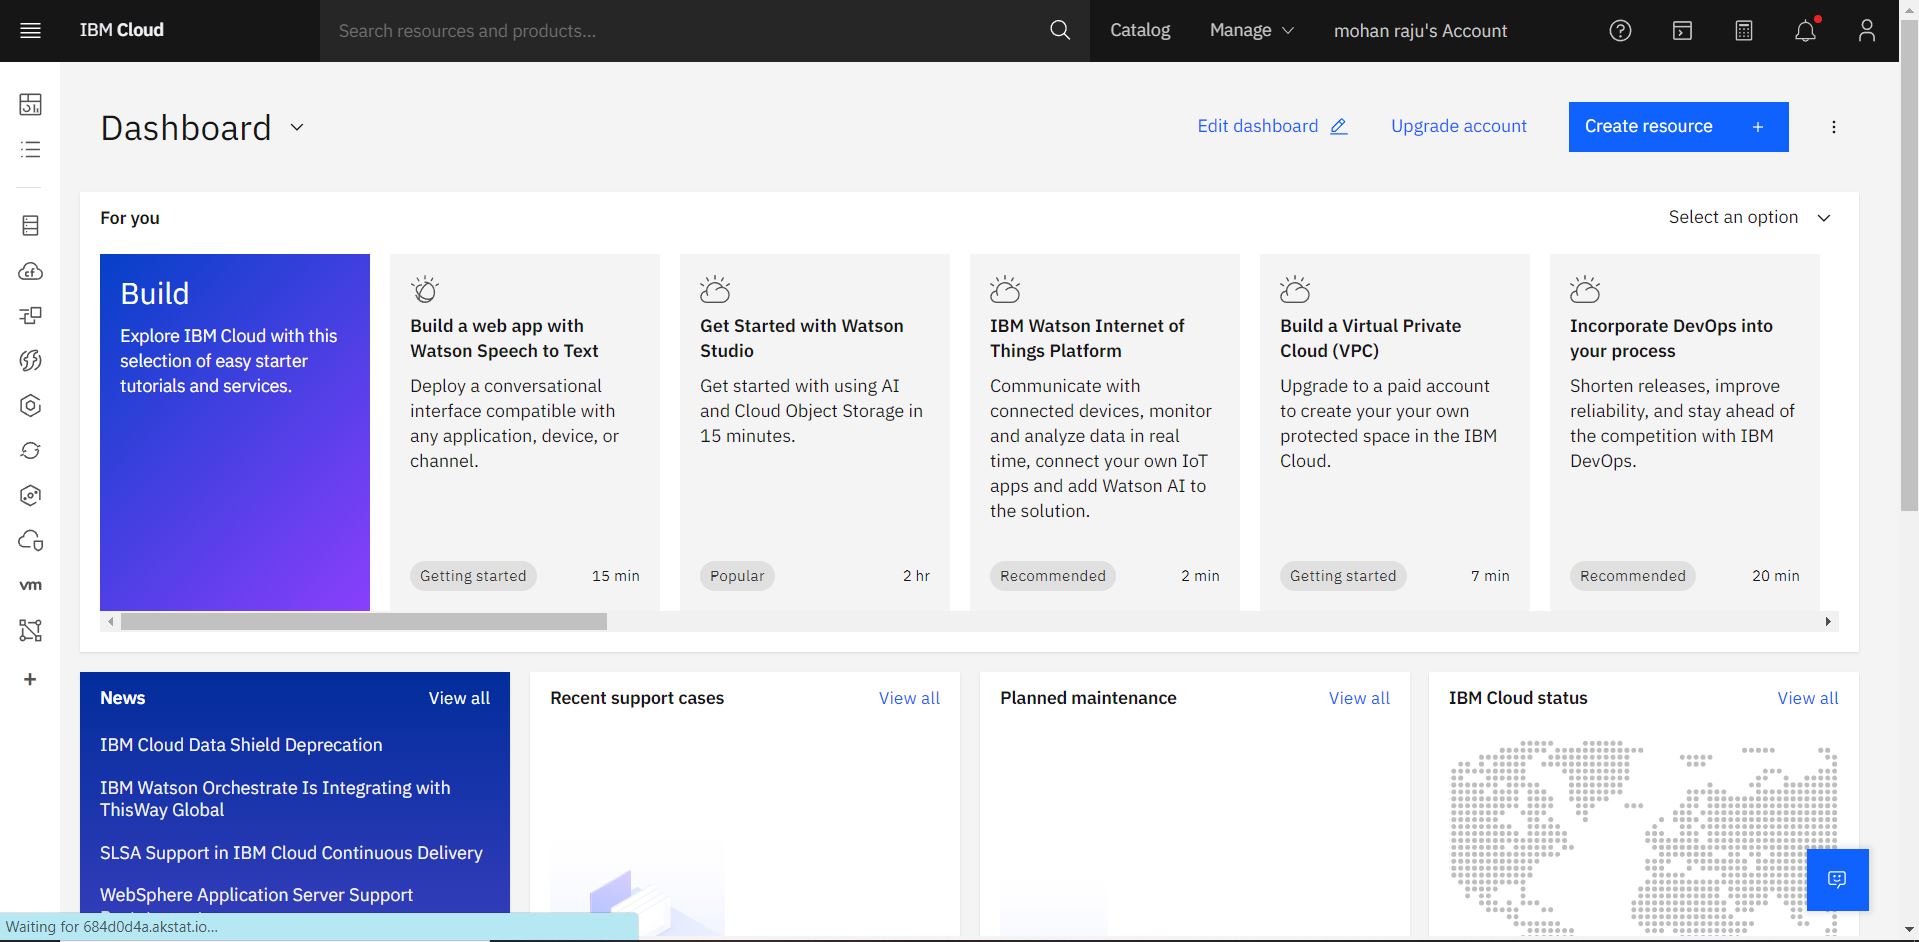 IBM Cloud
Search resources and products...
Catalog
Manage
mohan raju's Account
Dashboard
Edit dashboard
Upgrade account
Create resource +
For you
Select an option
Build
Explore IBM Cloud with this
selection of easy starter
tutorials and services.
Build a web app with
Watson Speech to Text
Deploy a conversational
interface compatible with
any application, device, or
channel.
Getting started
15 min
Get Started with Watson
Studio
Get started with using AI
and Cloud Object Storage in
15 minutes.
Popular
2 hr
IBM Watson Internet of
Things Platform
Communicate with
connected devices, monitor
and analyze data in real
time, connect your own IoT
apps and add Watson AI to
the solution.
Recommended
2 min
Build a Virtual Private
Cloud (VPC)
Upgrade to a paid account
to create your your own
protected space in the IBM
Cloud.
Getting started
7 min
Incorporate DevOps into
your process
Shorten releases, improve
reliability, and stay ahead of
the competition with IBM
DevOps.
Recommended
20 min
cf
vm
+
News
View all
IBM Cloud Data Shield Deprecation
IBM Watson Orchestrate Is Integrating with
ThisWay Global
SLSA Support in IBM Cloud Continuous Delivery
WebSphere Application Server Support
Recent support cases
View all
Planned maintenance
View all
IBM Cloud status
View all
Waiting for 684d0d4a.akstat.io...